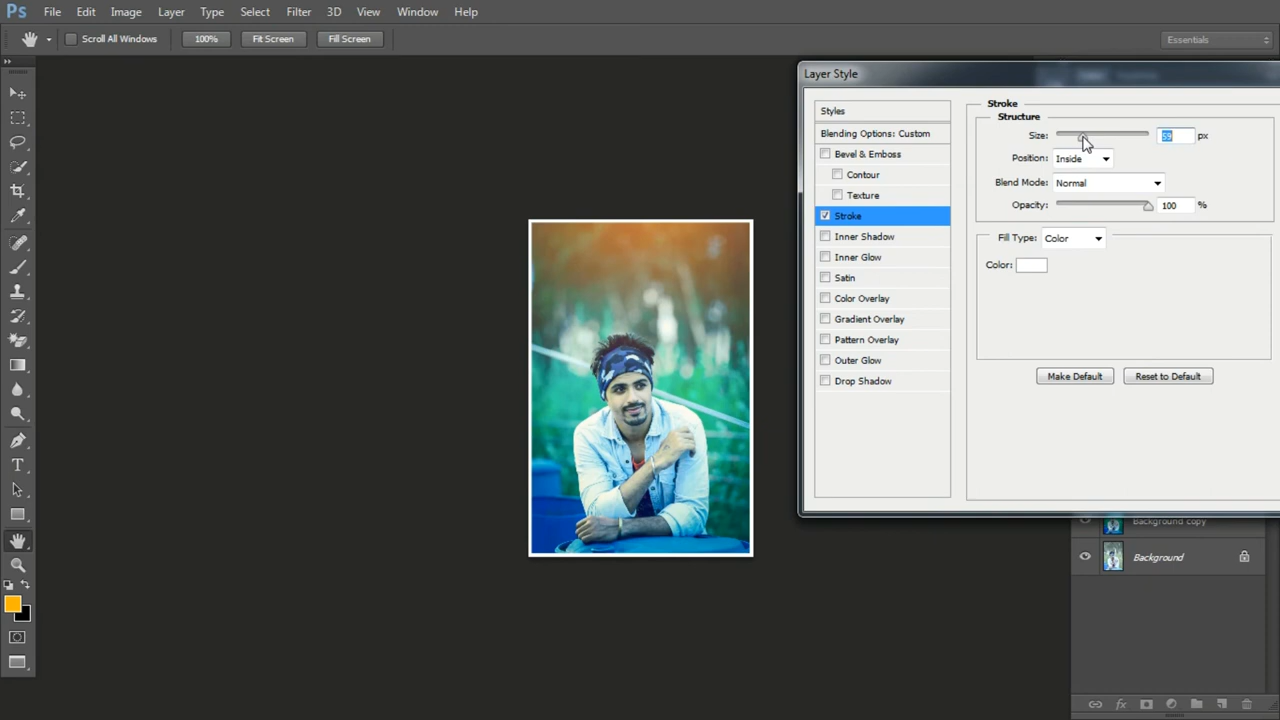 Ps File Edit Image Layer Type Select Filter 3D View Window Help
Scroll All Windows 100% Fit Screen Fill Screen Essentials
Layer Style
Styles
Blending Options: Custom
Bevel & Emboss
Contour
Texture
Stroke
Inner Shadow
Inner Glow
Satin
Color Overlay
Gradient Overlay
Pattern Overlay
Outer Glow
Drop Shadow
Stroke
Structure
Size: 59 px
Position: Inside
Blend Mode: Normal
Opacity: 100 %
Fill Type: Color
Color:
Make Default Reset to Default
Background copy
Background